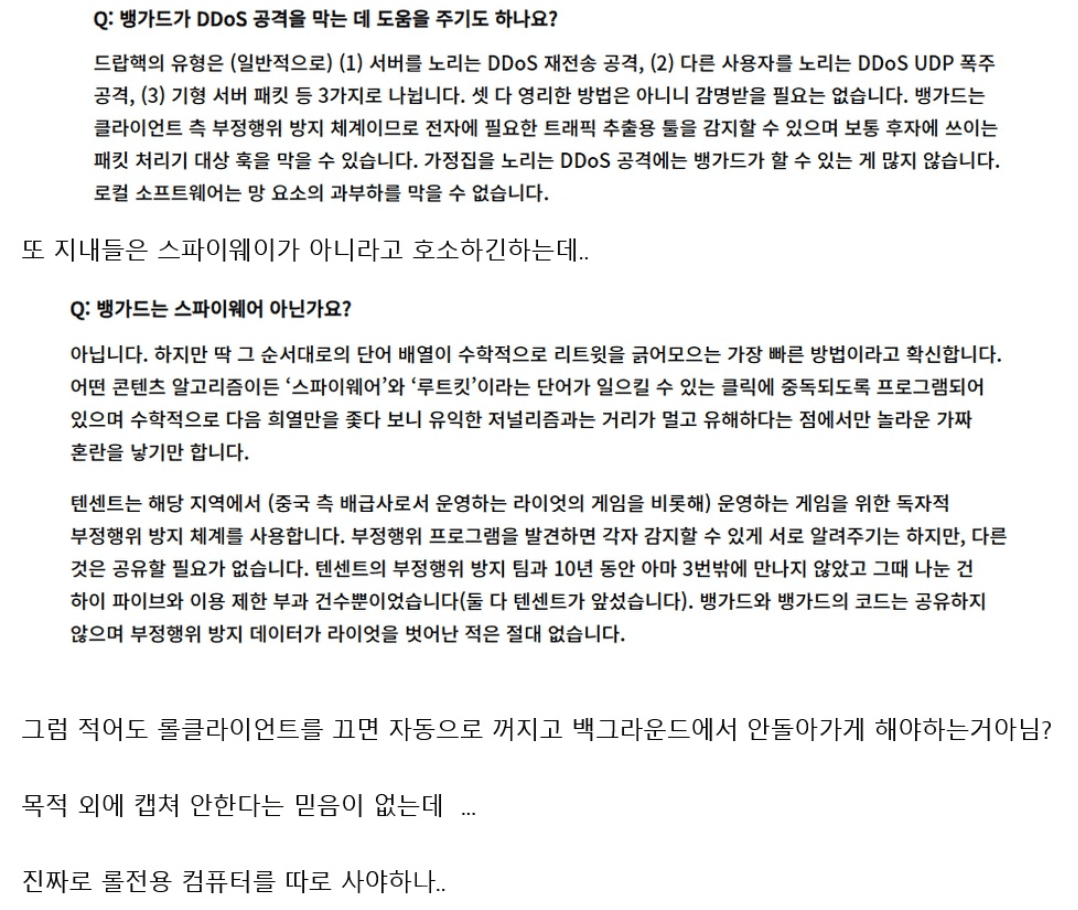 Q: 뱅가드가 DDoS 공격을 막는 데 도움을 주기도 하나요?
드랍핵의 유형은 (일반적으로) (1) 서버를 노리는 DDoS 재전송 공격, (2) 다른 사용자를 노리는 DDoS UDP 폭주
공격, (3) 기형 서버 패킷 등 3가지로 나뉩니다. 셋 다 영리한 방법은 아니니 감명받을 필요는 없습니다. 뱅가드는
클라이언트 측 부정행위 방지 체계이므로 전자에 필요한 트래픽 추출용 툴을 감지할 수 있으며 보통 후자에 쓰이는
패킷 처리기 대상 훅을 막을 수 있습니다. 가정집을 노리는 DDoS 공격에는 뱅가드가 할 수 있는 게 많지 않습니다.
로컬 소프트웨어는 망 요소의 과부하를 막을 수 없습니다.
또 지내들은 스파이웨이가 아니라고 호소하긴하는데..
Q: 뱅가드는 스파이웨어 아닌가요?
아닙니다. 하지만 딱 그 순서대로의 단어 배열이 수학적으로 리트윗을 긁어모으는 가장 빠른 방법이라고 확신합니다.
어떤 콘텐츠 알고리즘이든 ‘스파이웨어’와 ‘루트킷’이라는 단어가 일으킬 수 있는 클릭에 중독되도록 프로그램되어
있으며 수학적으로 다음 희열만을 좇다 보니 유익한 저널리즘과는 거리가 멀고 유해하다는 점에서만 놀라운 가짜
혼란을 낳기만 합니다.
텐센트는 해당 지역에서 (중국 측 배급사로서 운영하는 라이엇의 게임을 비롯해) 운영하는 게임을 위한 독자적
부정행위 방지 체계를 사용합니다. 부정행위 프로그램을 발견하면 각자 감지할 수 있게 서로 알려주기는 하지만, 다른
것은 공유할 필요가 없습니다. 텐센트의 부정행위 방지 팀과 10년 동안 아마 3번밖에 만나지 않았고 그때 나눈 건
하이 파이브와 이용 제한 부과 건수뿐이었습니다(둘 다 텐센트가 앞섰습니다). 뱅가드와 뱅가드의 코드는 공유하지
않으며 부정행위 방지 데이터가 라이엇을 벗어난 적은 절대 없습니다.
그럼 적어도 롤클라이언트를 끄면 자동으로 꺼지고 백그라운드에서 안돌아가게 해야하는거아님?
목적 외에 캡쳐 안한다는 믿음이 없는데 ...
진짜로 롤전용 컴퓨터를 따로 사야하나..